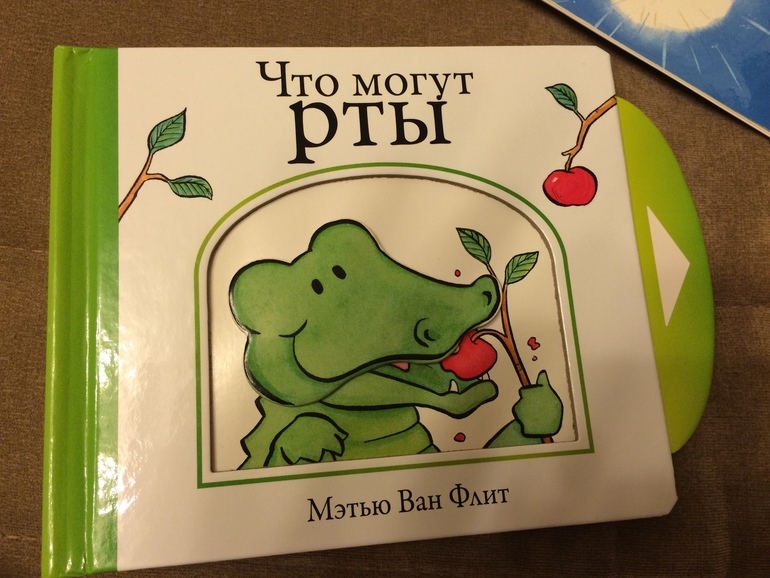 Что могут
рты
Мэтью Ван Флит